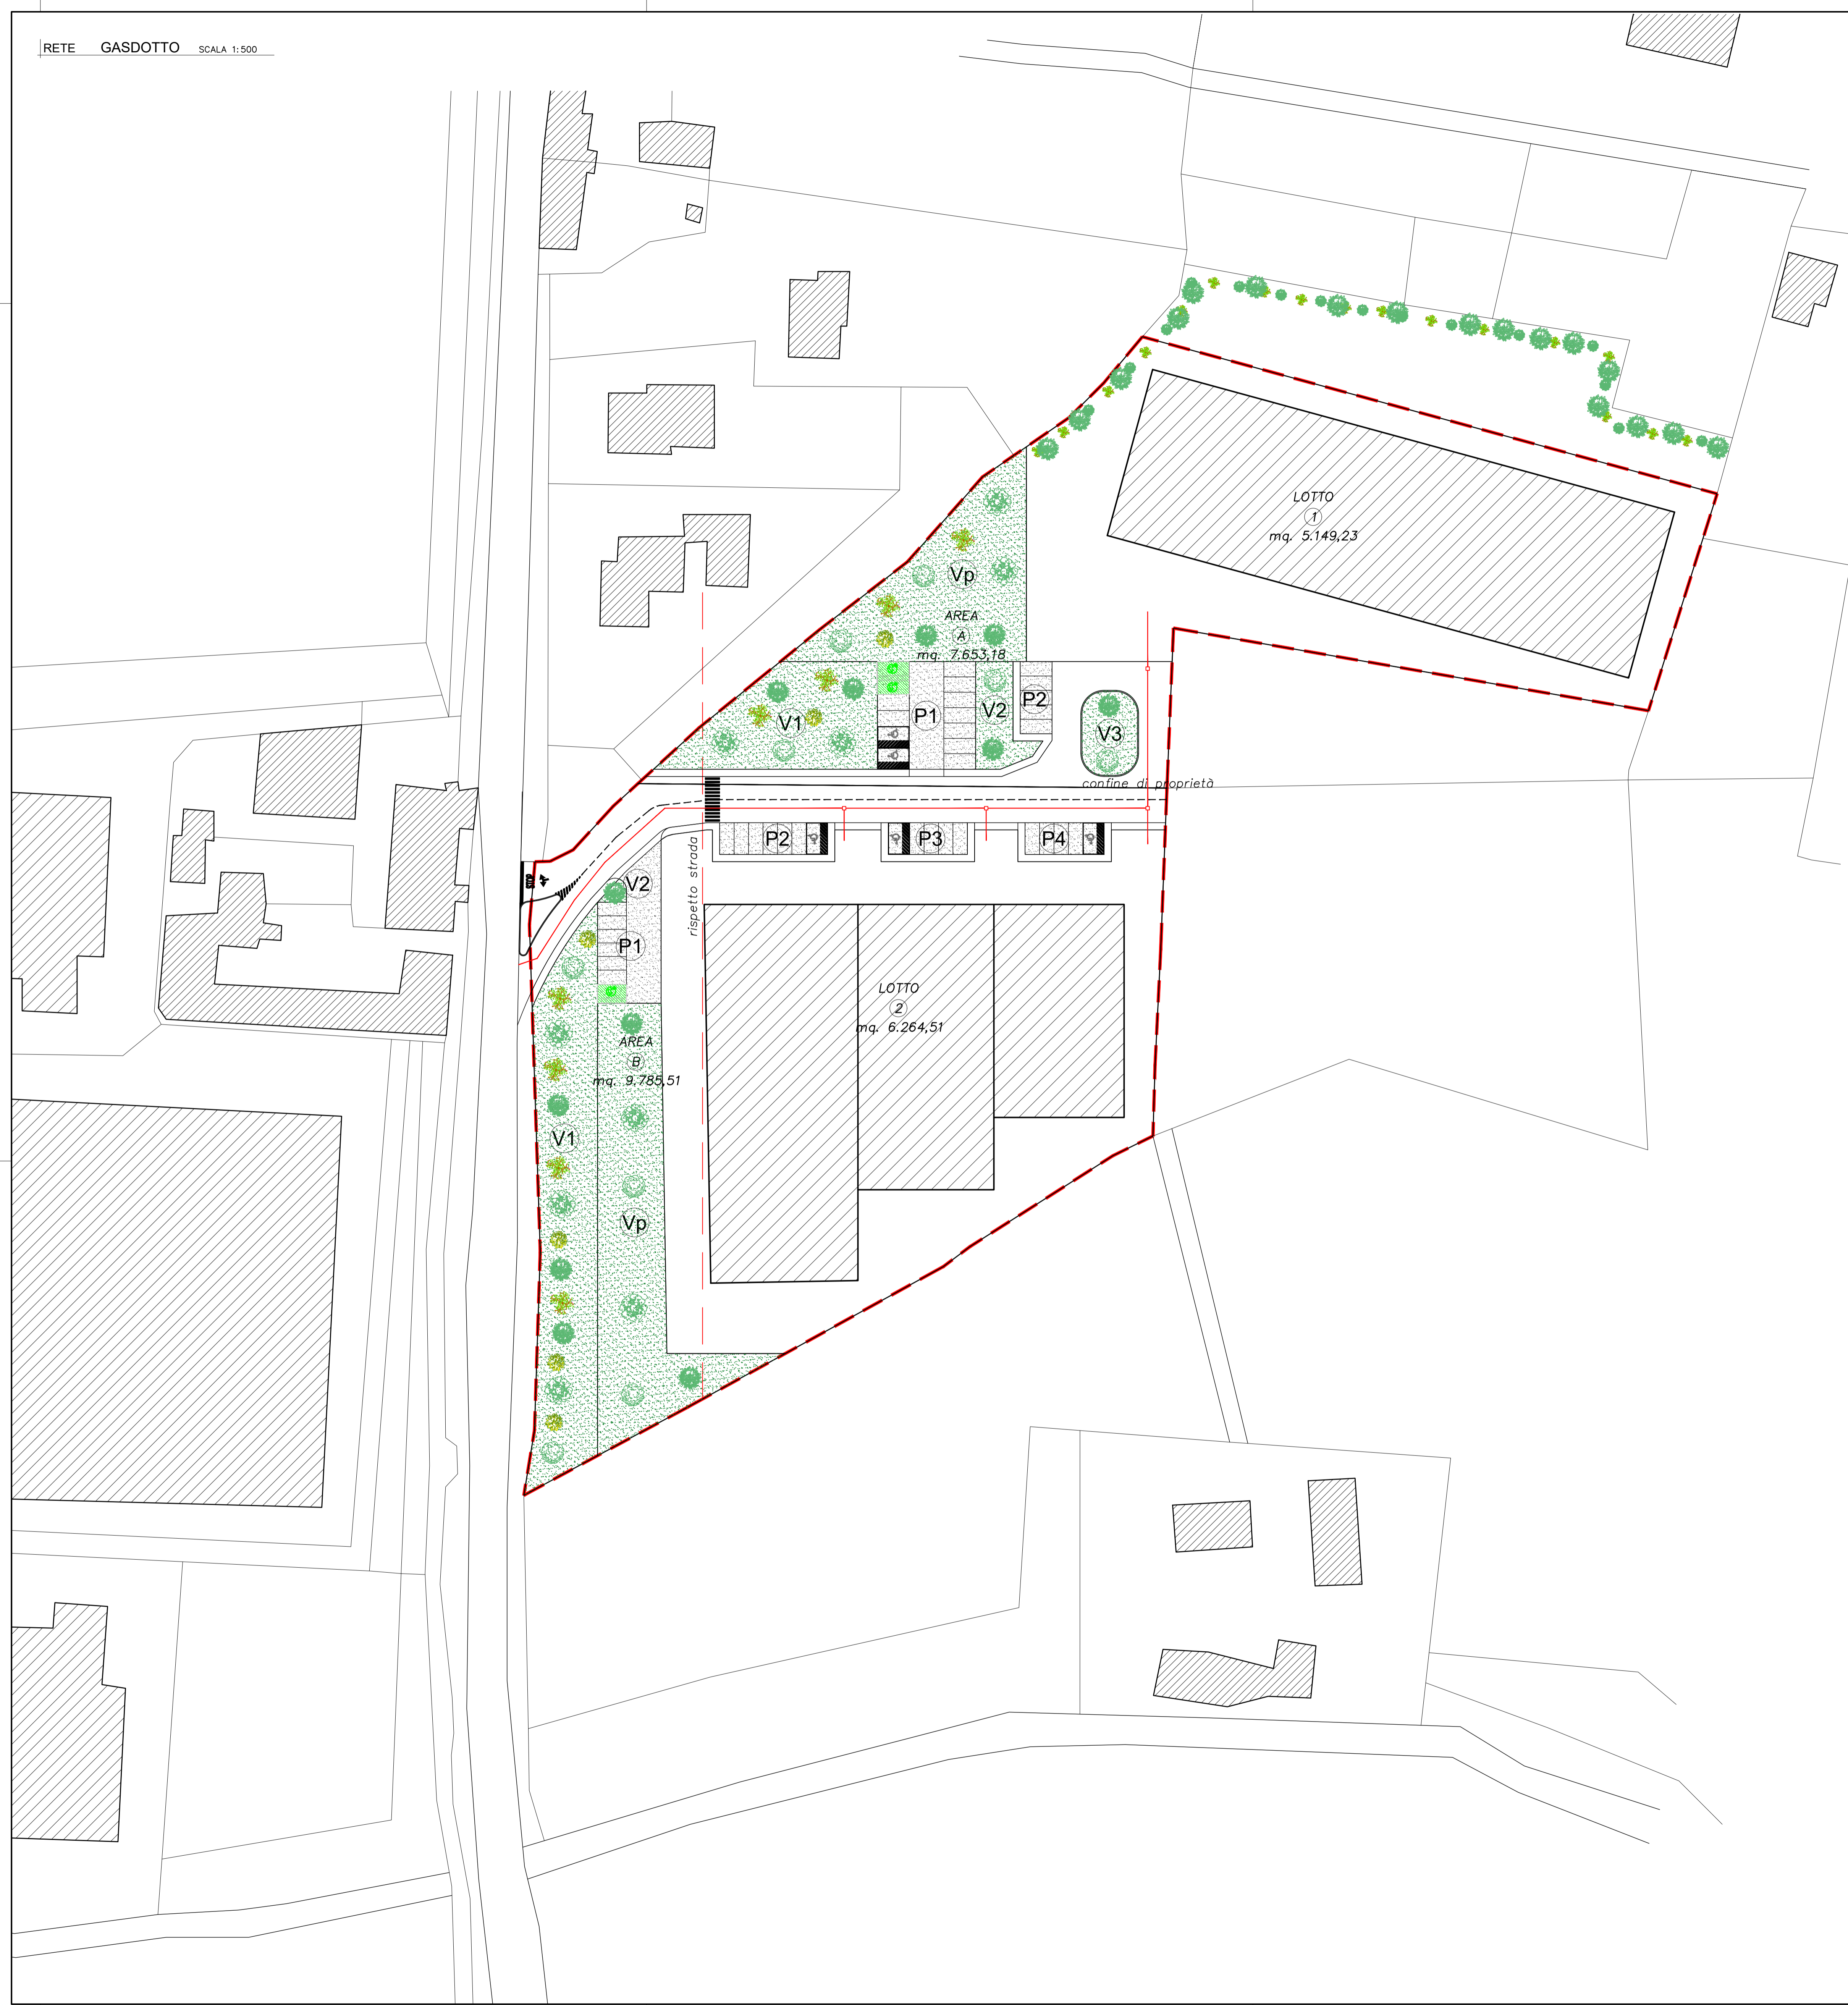 RETE GASDOTTO SCALA 1:500
LOTTO
1
mq. 5.149,23
Vp
AREA
A
mq. 7.653,18
V1
P1
V2
P2
V3
confine di proprietà
P2
P3
P4
rispetto strada
V2
P1
LOTTO
2
mq. 6.264,51
AREA
B
mq. 9.785,51
V1
Vp